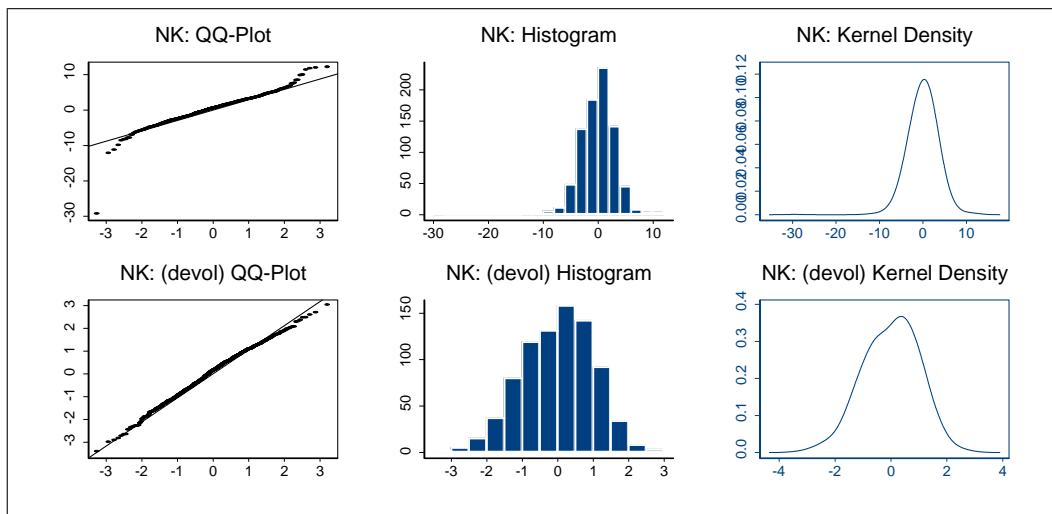 NK: QQ-Plot
NK: Histogram
NK: Kernel Density
10
0
-10
-20
-30
-3 -2 -1 0 1 2 3
200
150
100
50
0
-30 -20 -10 0 10
0.12
0.10
0.08
0.06
0.04
0.02
0.00
-30 -20 -10 0 10
NK: (devol) QQ-Plot
NK: (devol) Histogram
NK: (devol) Kernel Density
3
2
1
0
-1
-2
-3
-3 -2 -1 0 1 2 3
150
100
50
0
-3 -2 -1 0 1 2 3
0.4
0.3
0.2
0.1
0.0
-4 -2 0 2 4